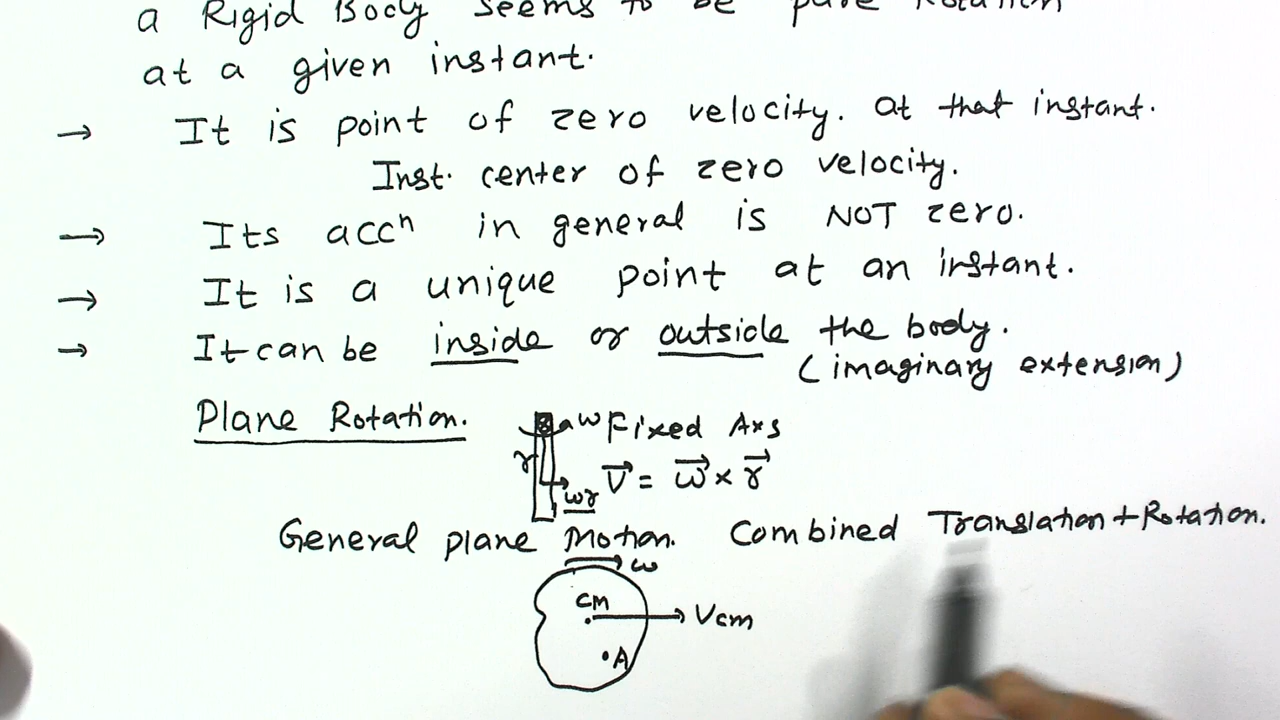 a Rigid Body seems to be pure Rotation
at a given instant.
→ It is point of zero velocity. at that instant.
Inst. center of zero velocity.
→ Its accⁿ in general is NOT zero.
→ It is a unique point at an instant.
→ It can be inside or outside the body.
(imaginary extension)
Plane Rotation. ω Fixed Axs
r V⃗ = ω⃗ × r⃗
ωr
General plane Motion. Combined Translation + Rotation.
ω
CM Vcm
A